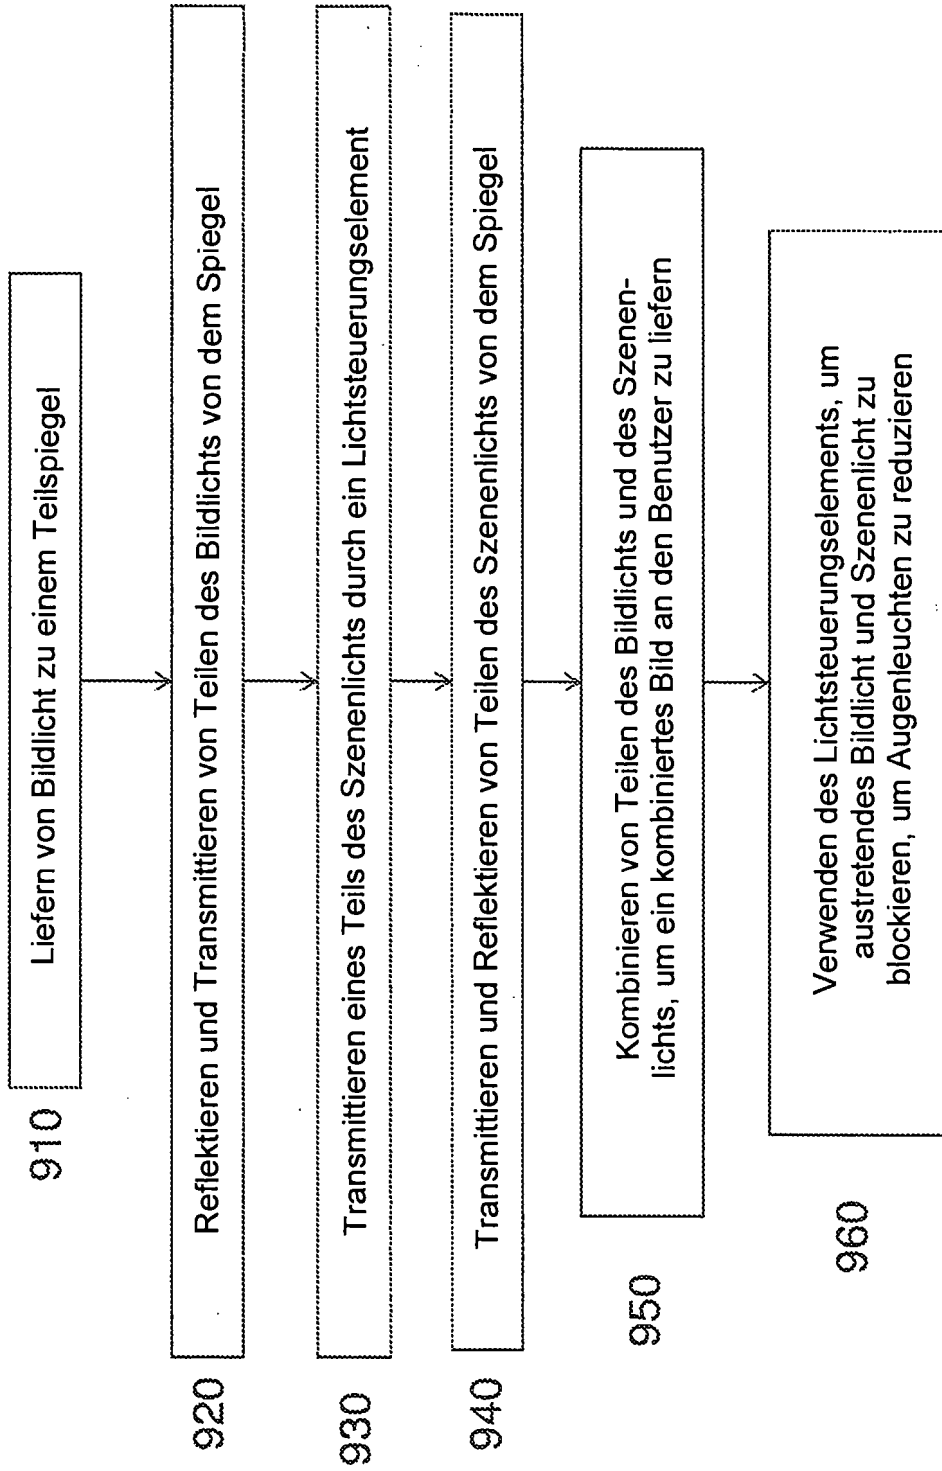 910
Liefern von Bildlicht zu einem Teilspiegel
920
Reflektieren und Transmittieren von Teilen des Bildlichts von dem Spiegel
930
Transmittieren eines Teils des Szenenlichts durch ein Lichtsteuerungselement
940
Transmittieren und Reflektieren von Teilen des Szenenlichts von dem Spiegel
950
Kombinieren von Teilen des Bildlichts und des Szenen-
lichts, um ein kombiniertes Bild an den Benutzer zu liefern
960
Verwenden des Lichtsteuerungselements, um
austretendes Bildlicht und Szenenlicht zu
blockieren, um Augenleuchten zu reduzieren